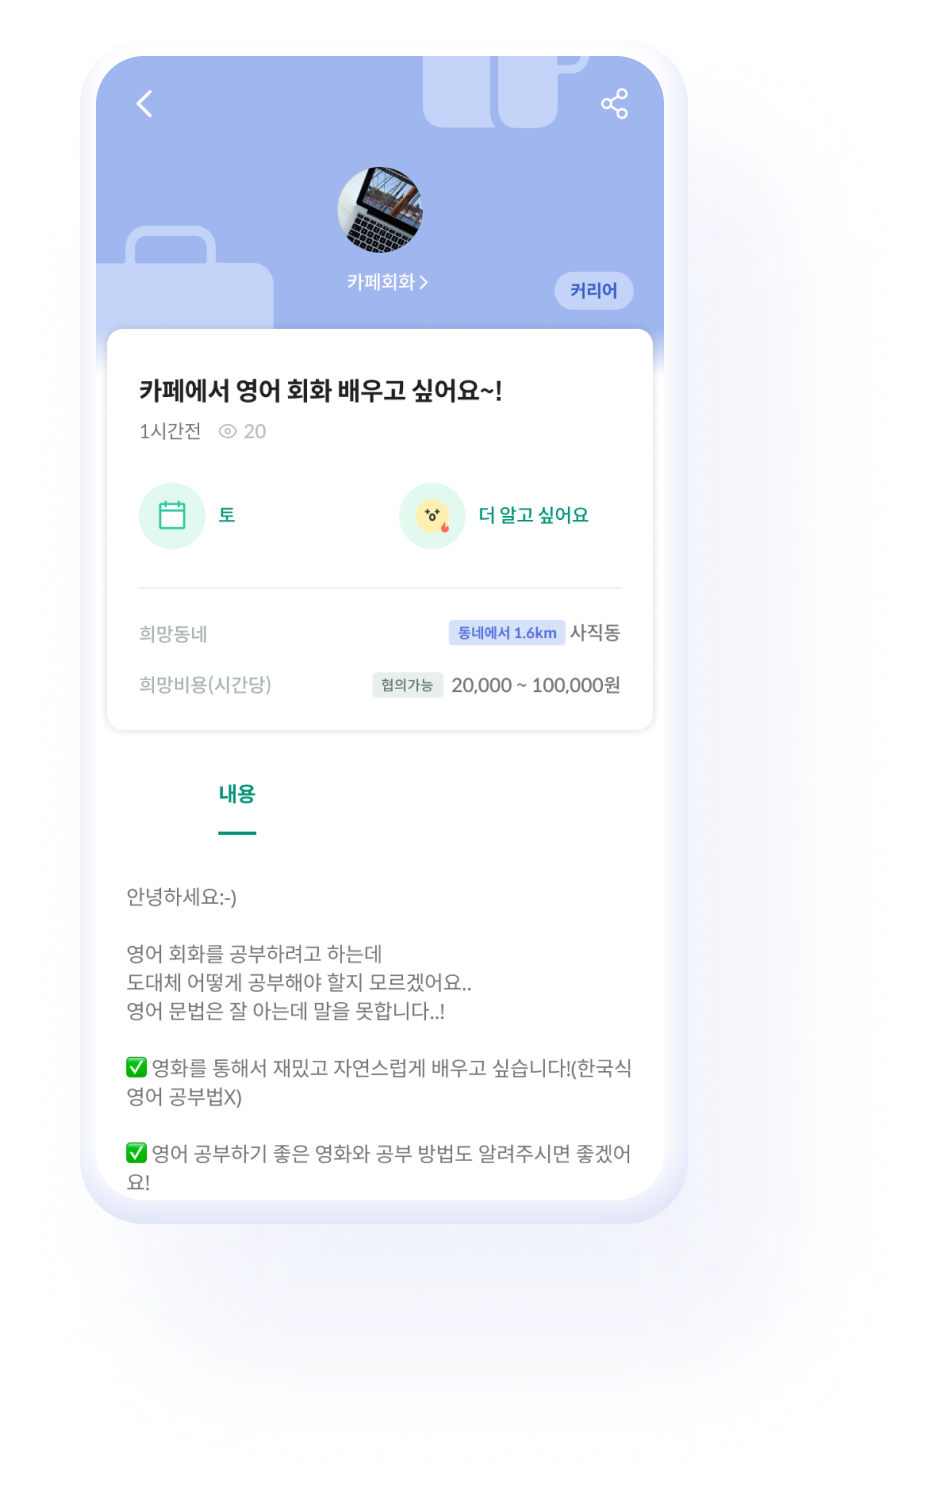 카페회화
커리어
카페에서 영어 회화 배우고 싶어요~!
1시간전 20
토 더 알고 싶어요
희망동네 동네에서 1.6km 사직동
희망비용(시간당) 협의가능 20,000 ~ 100,000원
내용
안녕하세요:-)
영어 회화를 공부하려고 하는데
도대체 어떻게 공부해야 할지 모르겠어요..
영어 문법은 잘 아는데 말을 못합니다..!
✅ 영화를 통해서 재밌고 자연스럽게 배우고 싶습니다!(한국식
영어 공부법X)
✅ 영어 공부하기 좋은 영화와 공부 방법도 알려주시면 좋겠어
요!